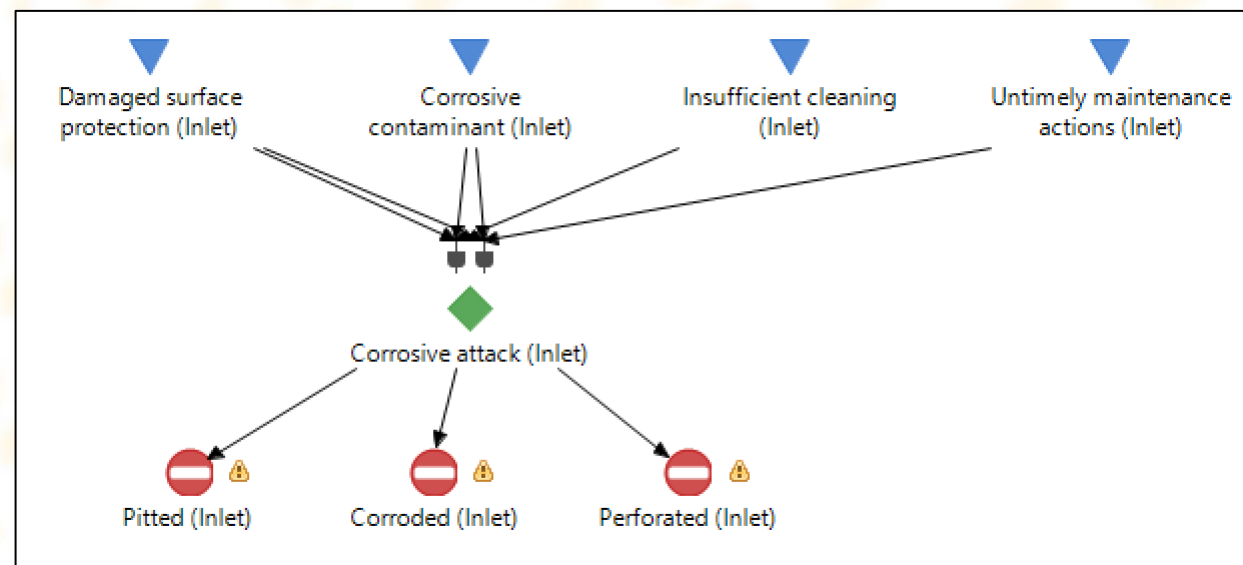 Damaged surface
protection (Inlet)
Corrosive
contaminant (Inlet)
Insufficient cleaning
(Inlet)
Untimely maintenance
actions (Inlet)
Corrosive attack (Inlet)
Pitted (Inlet)
Corroded (Inlet)
Perforated (Inlet)